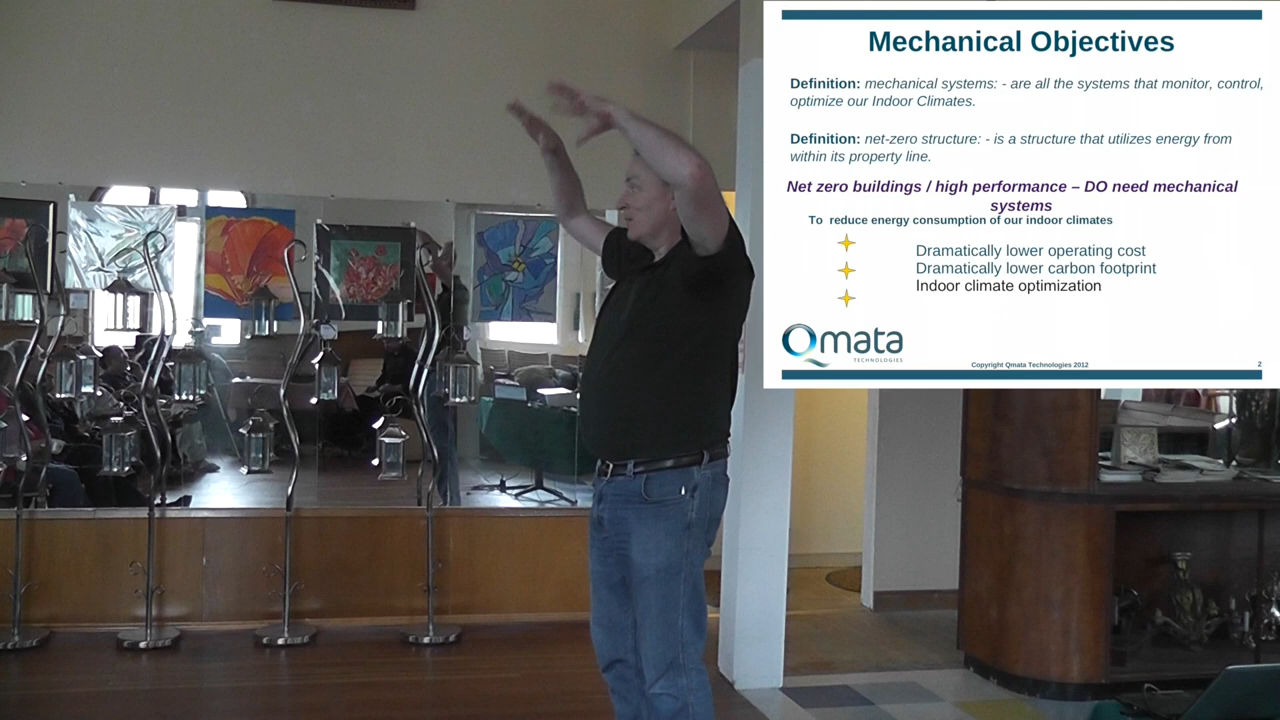 Mechanical Objectives
Definition: mechanical systems: - are all the systems that monitor, control,
optimize our Indoor Climates.
Definition: net-zero structure: - is a structure that utilizes energy from
within its property line.
Net zero buildings / high performance – DO need mechanical
systems
To reduce energy consumption of our indoor climates
Dramatically lower operating cost
Dramatically lower carbon footprint
Indoor climate optimization
Qmata
TECHNOLOGIES
Copyright Qmata Technologies 2012
2